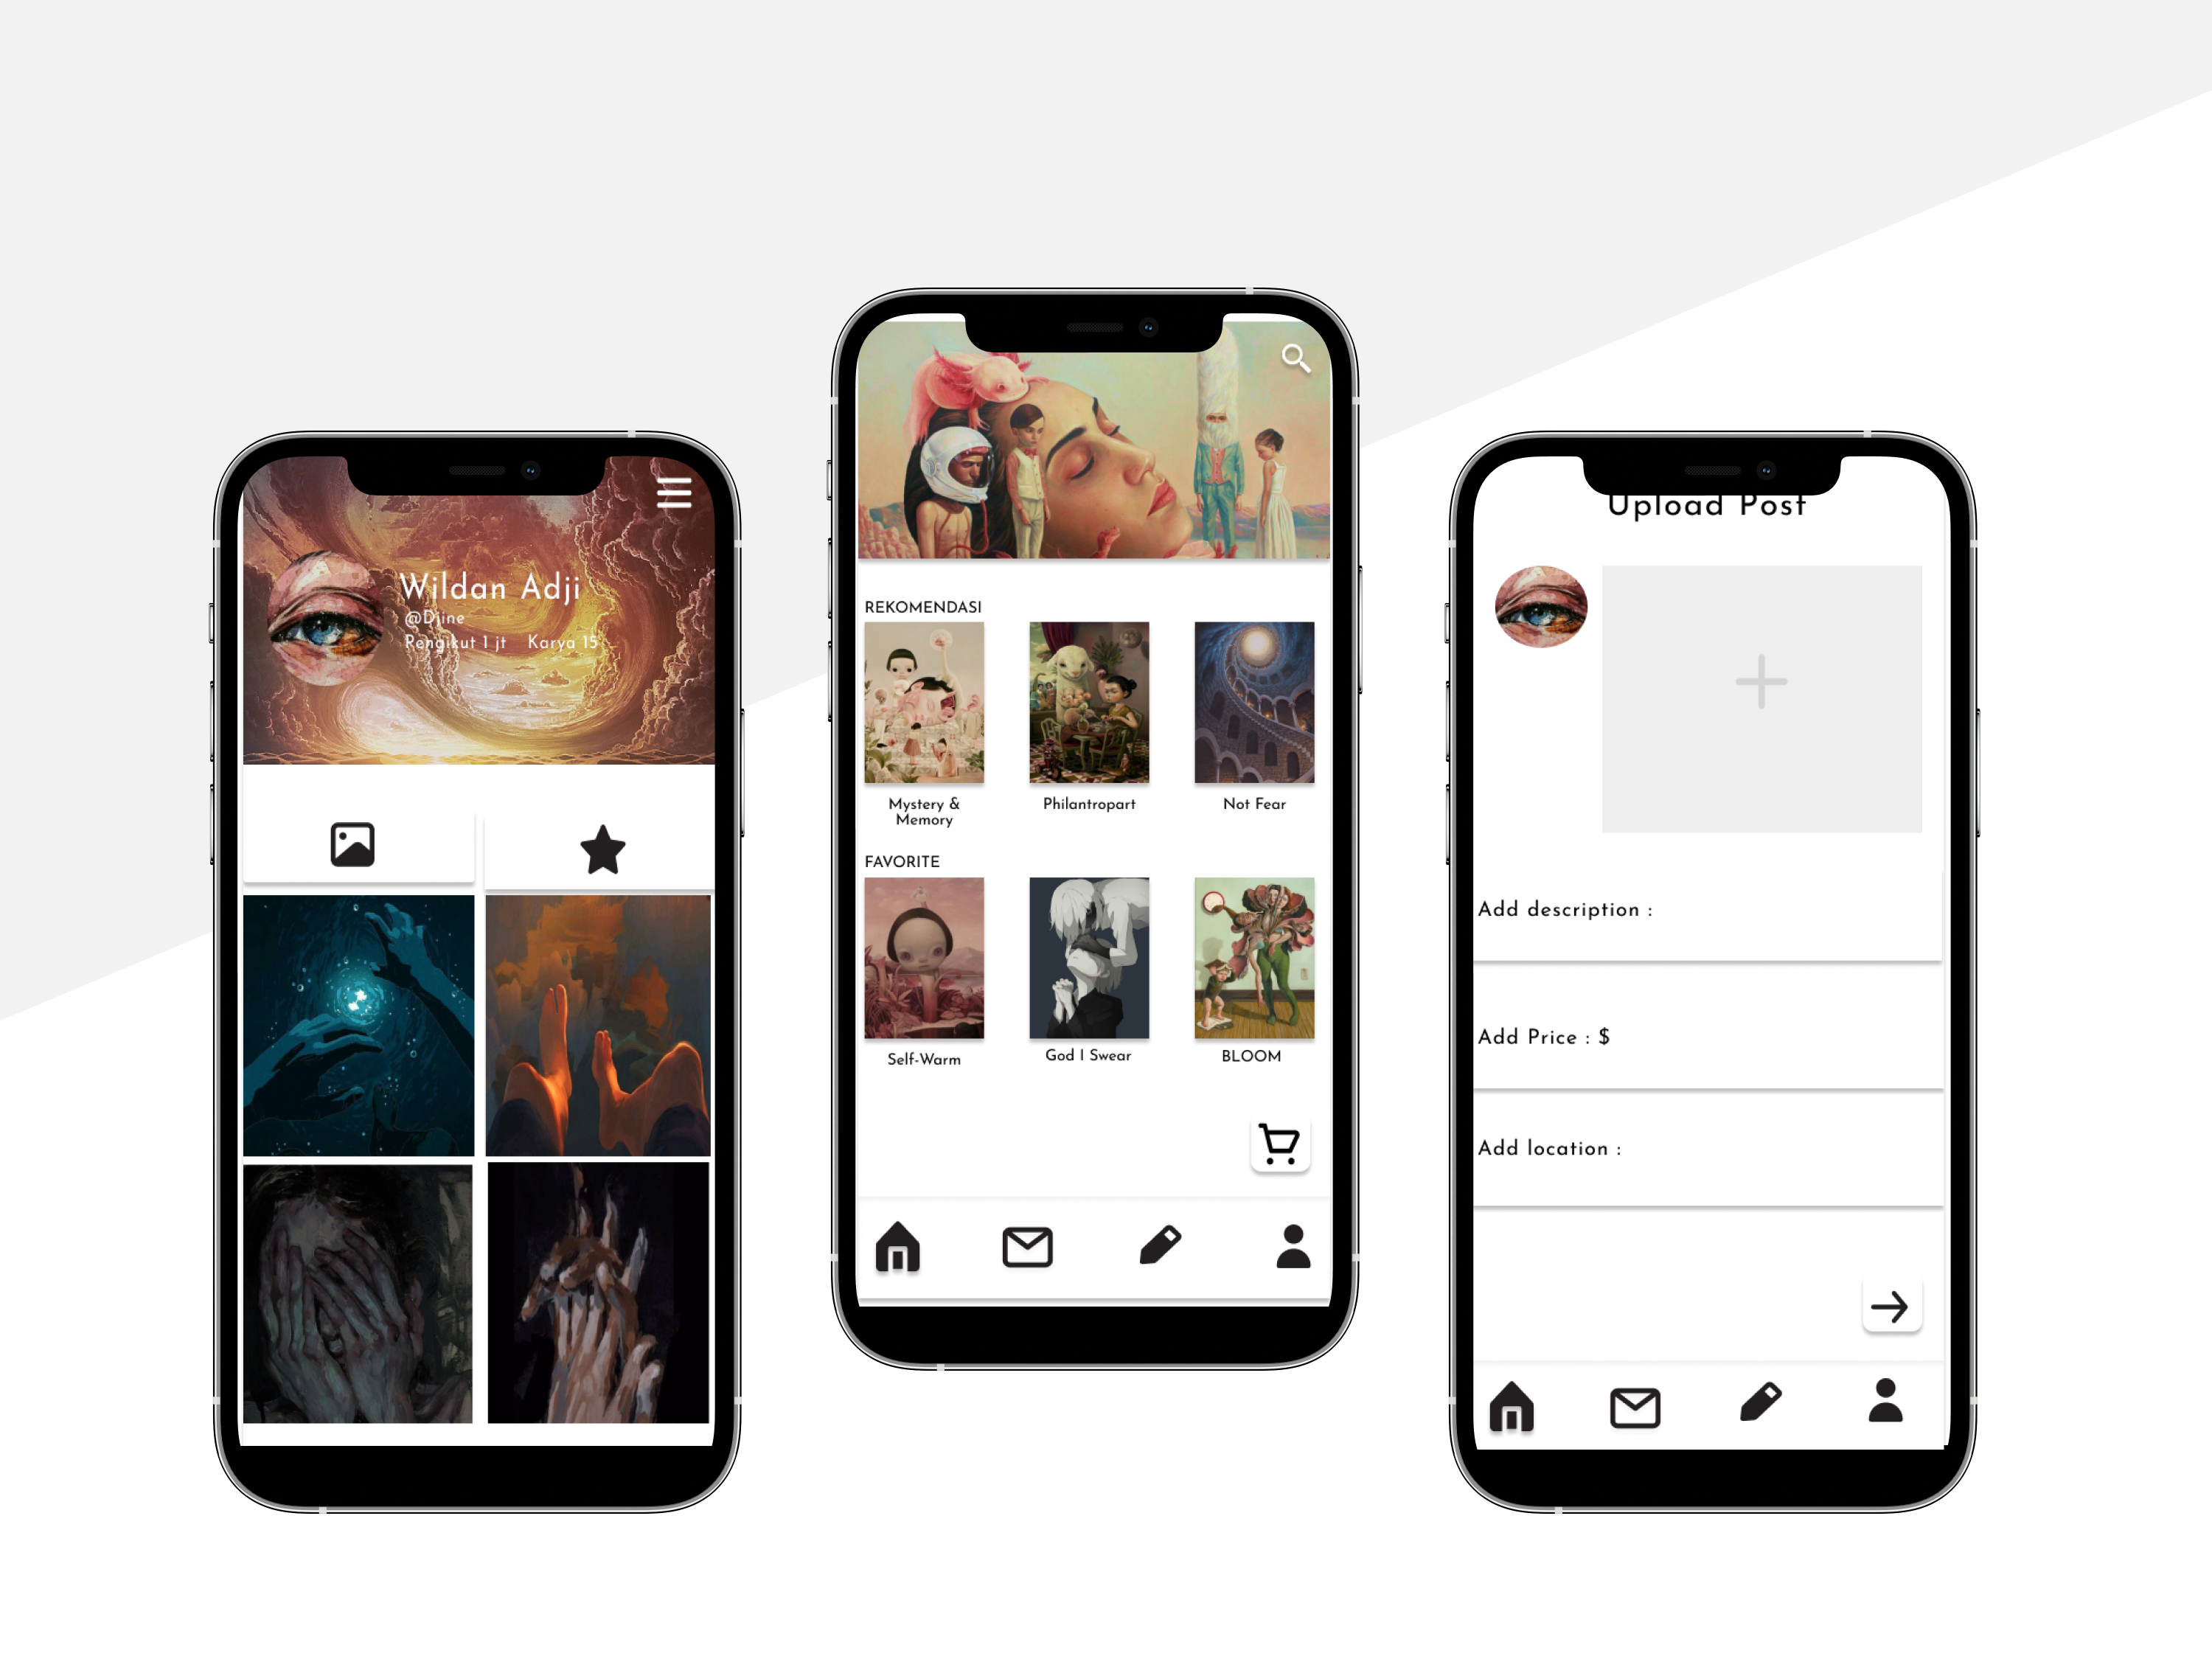 Wildan Adji
@Djine
Pengikut 1 jt Karya 15
REKOMENDASI
Mystery &
Memory
Philantropart
Not Fear
FAVORITE
Self-Warm
God I Swear
BLOOM
Upload Post
Add description :
Add Price : $
Add location :